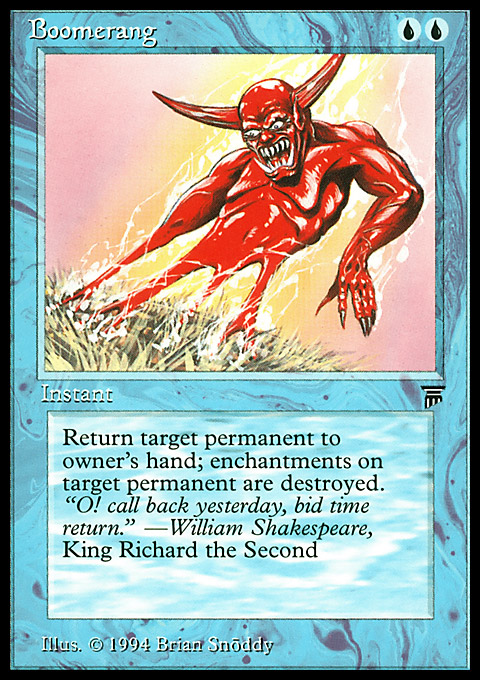 Boomerang
Instant
Return target permanent to
owner's hand; enchantments on
target permanent are destroyed.
“O! call back yesterday, bid time
return.” —William Shakespeare,
King Richard the Second
Illus. © 1994 Brian Snōddy